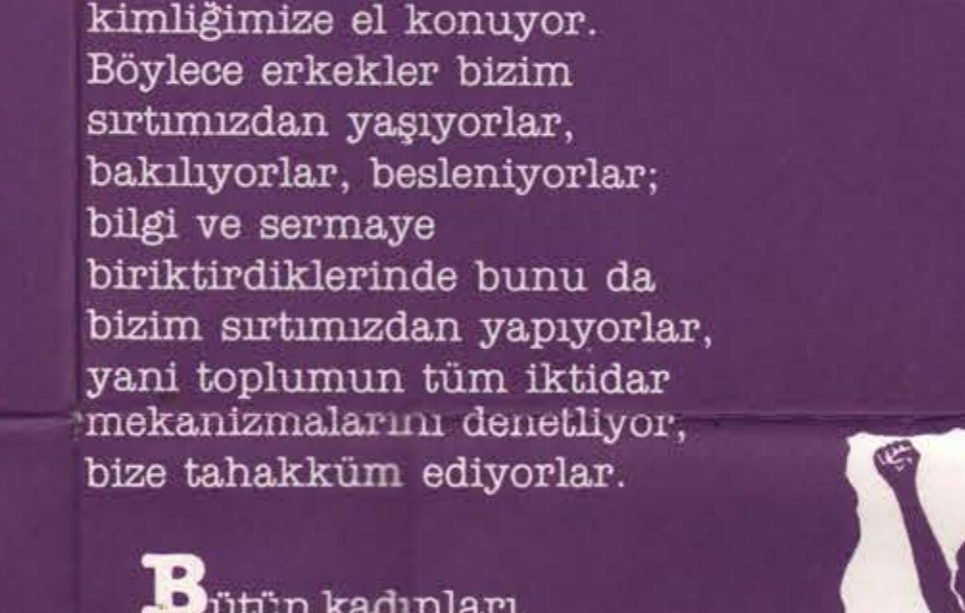 kimliğimize el konuyor.
Böylece erkekler bizim
sırtımızdan yaşıyorlar,
bakılıyorlar, besleniyorlar;
bilgi ve sermaye
biriktirdiklerinde bunu da
bizim sırtımızdan yapıyorlar,
yani toplumun tüm iktidar
mekanizmalarını denetliyor,
bize tahakküm ediyorlar.
Bütün kadınları